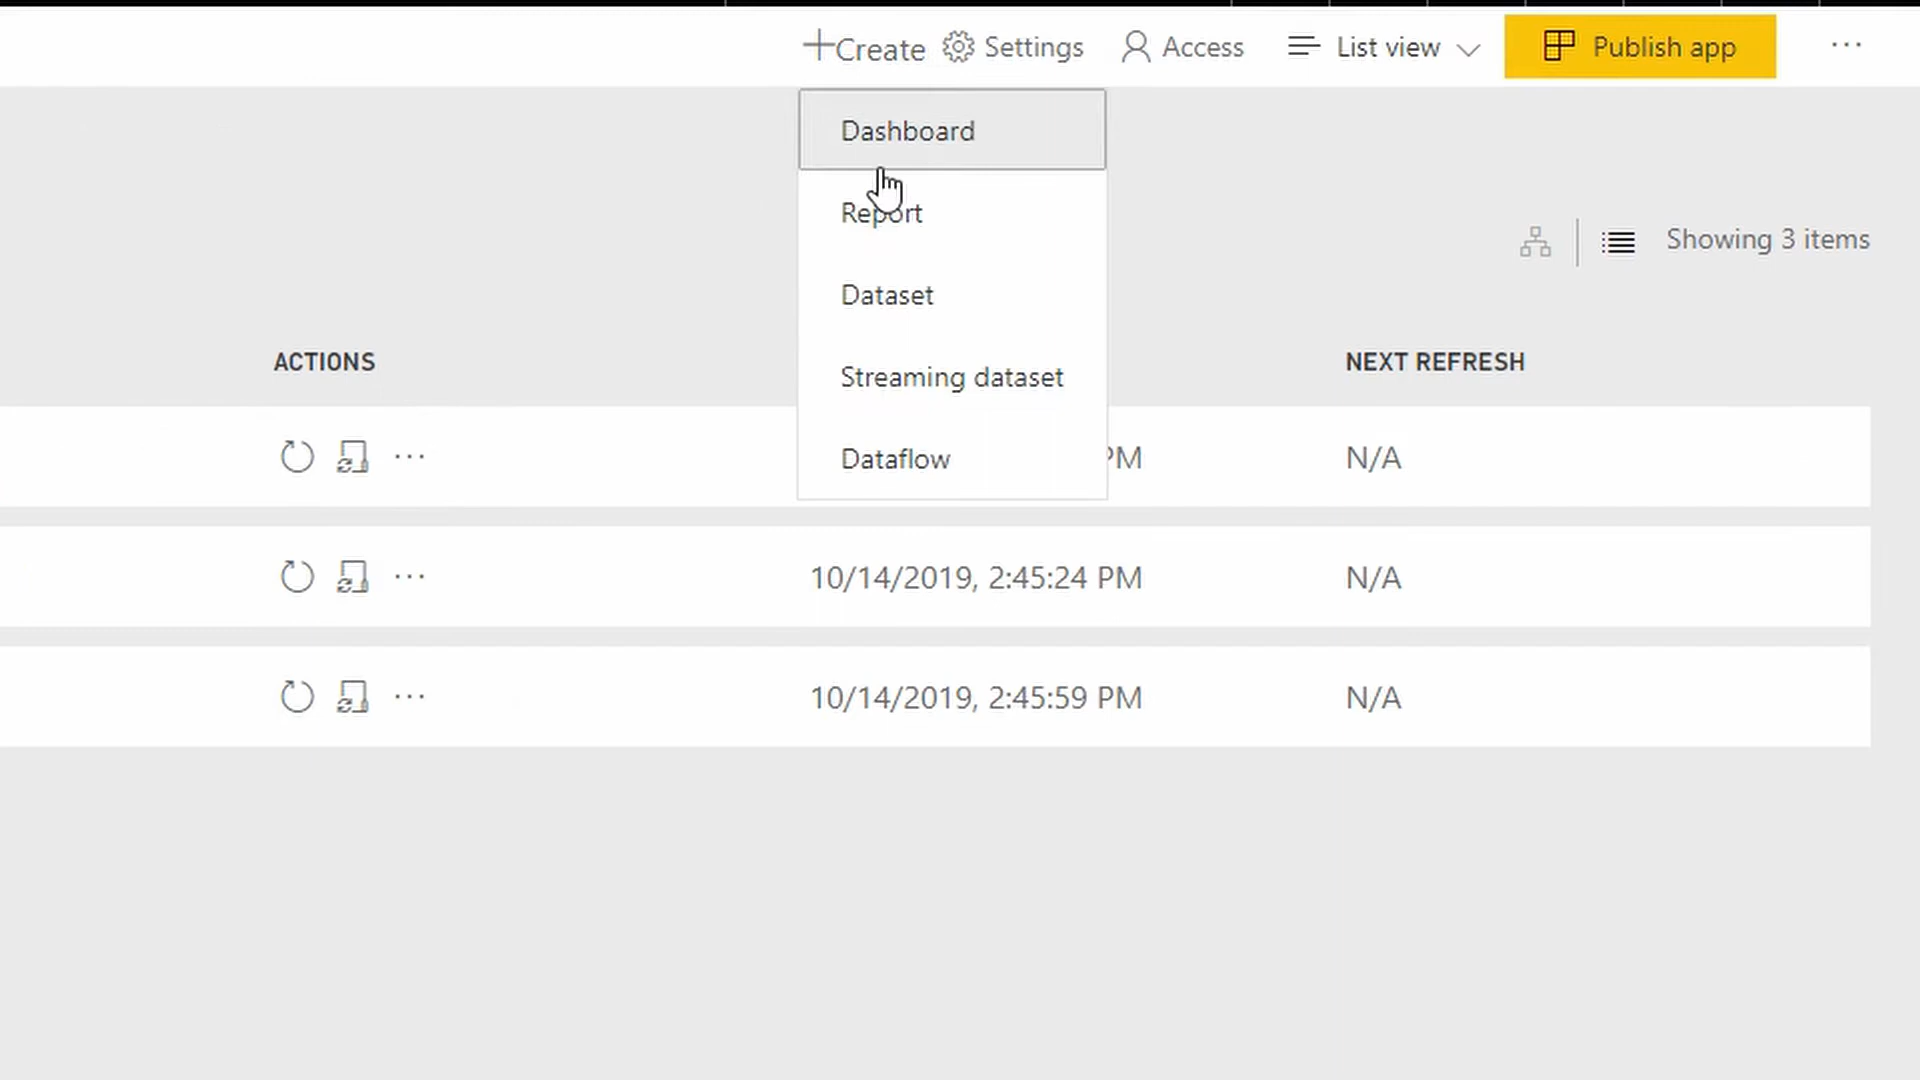 Create Settings Access List view Publish app ...
Dashboard
Report
Dataset
Streaming dataset
Dataflow
Showing 3 items
ACTIONS NEXT REFRESH
... PM N/A
... 10/14/2019, 2:45:24 PM N/A
... 10/14/2019, 2:45:59 PM N/A